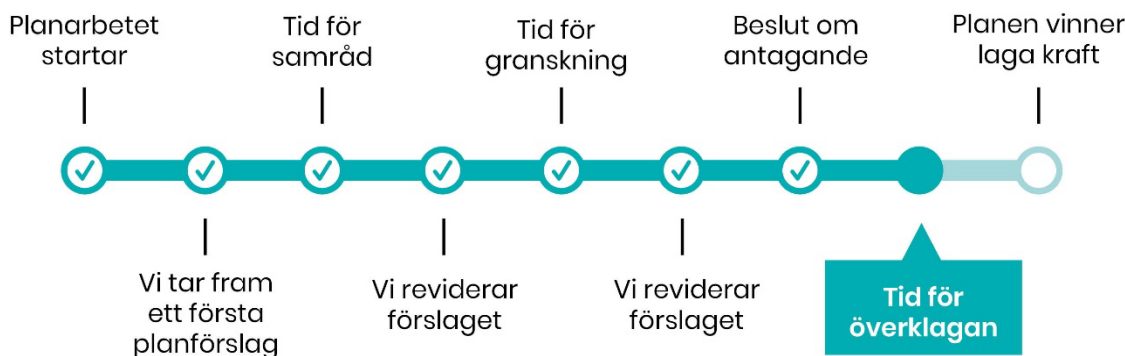 Planarbetet
startar
Tid för
samråd
Tid för
granskning
Beslut om
antagande
Planen vinner
laga kraft
Vi tar fram
ett första
planförslag
Vi reviderar
förslaget
Vi reviderar
förslaget
Tid för
överklagan